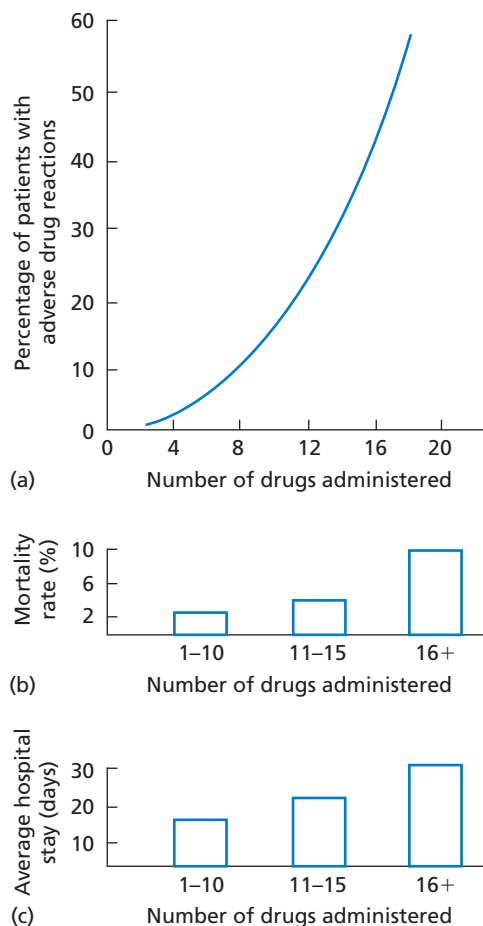 60
50
40
30
20
10
0
Percentage of patients with
adverse drug reactions
0 4 8 12 16 20
(a) Number of drugs administered
10
6
2
Mortality
rate (%)
1–10 11–15 16+
(b) Number of drugs administered
30
20
10
Average hospital
stay (days)
1–10 11–15 16+
(c) Number of drugs administered